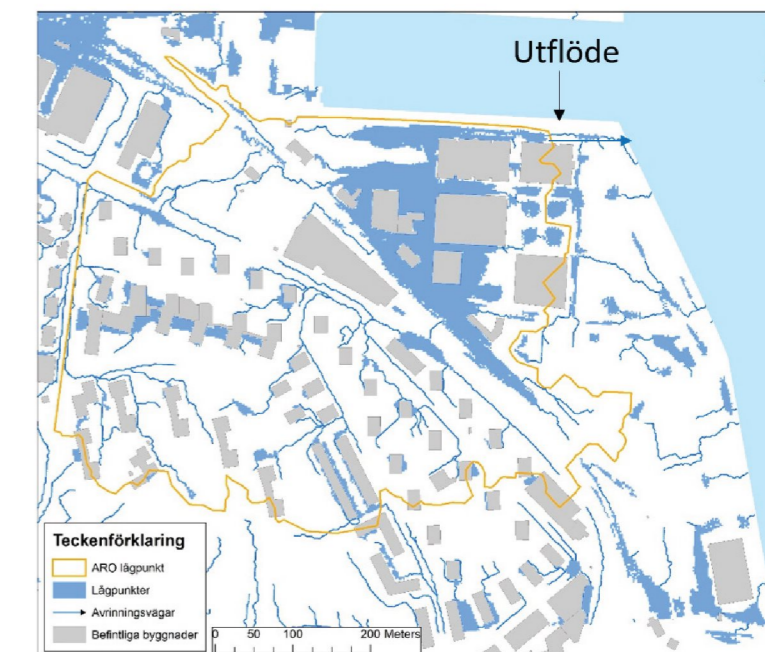 Utflöde
Teckenförklaring
ARO lågpunkt
Lågpunkter
Avrinningsvägar
Befintliga byggnader
0 50 100 200 Meters